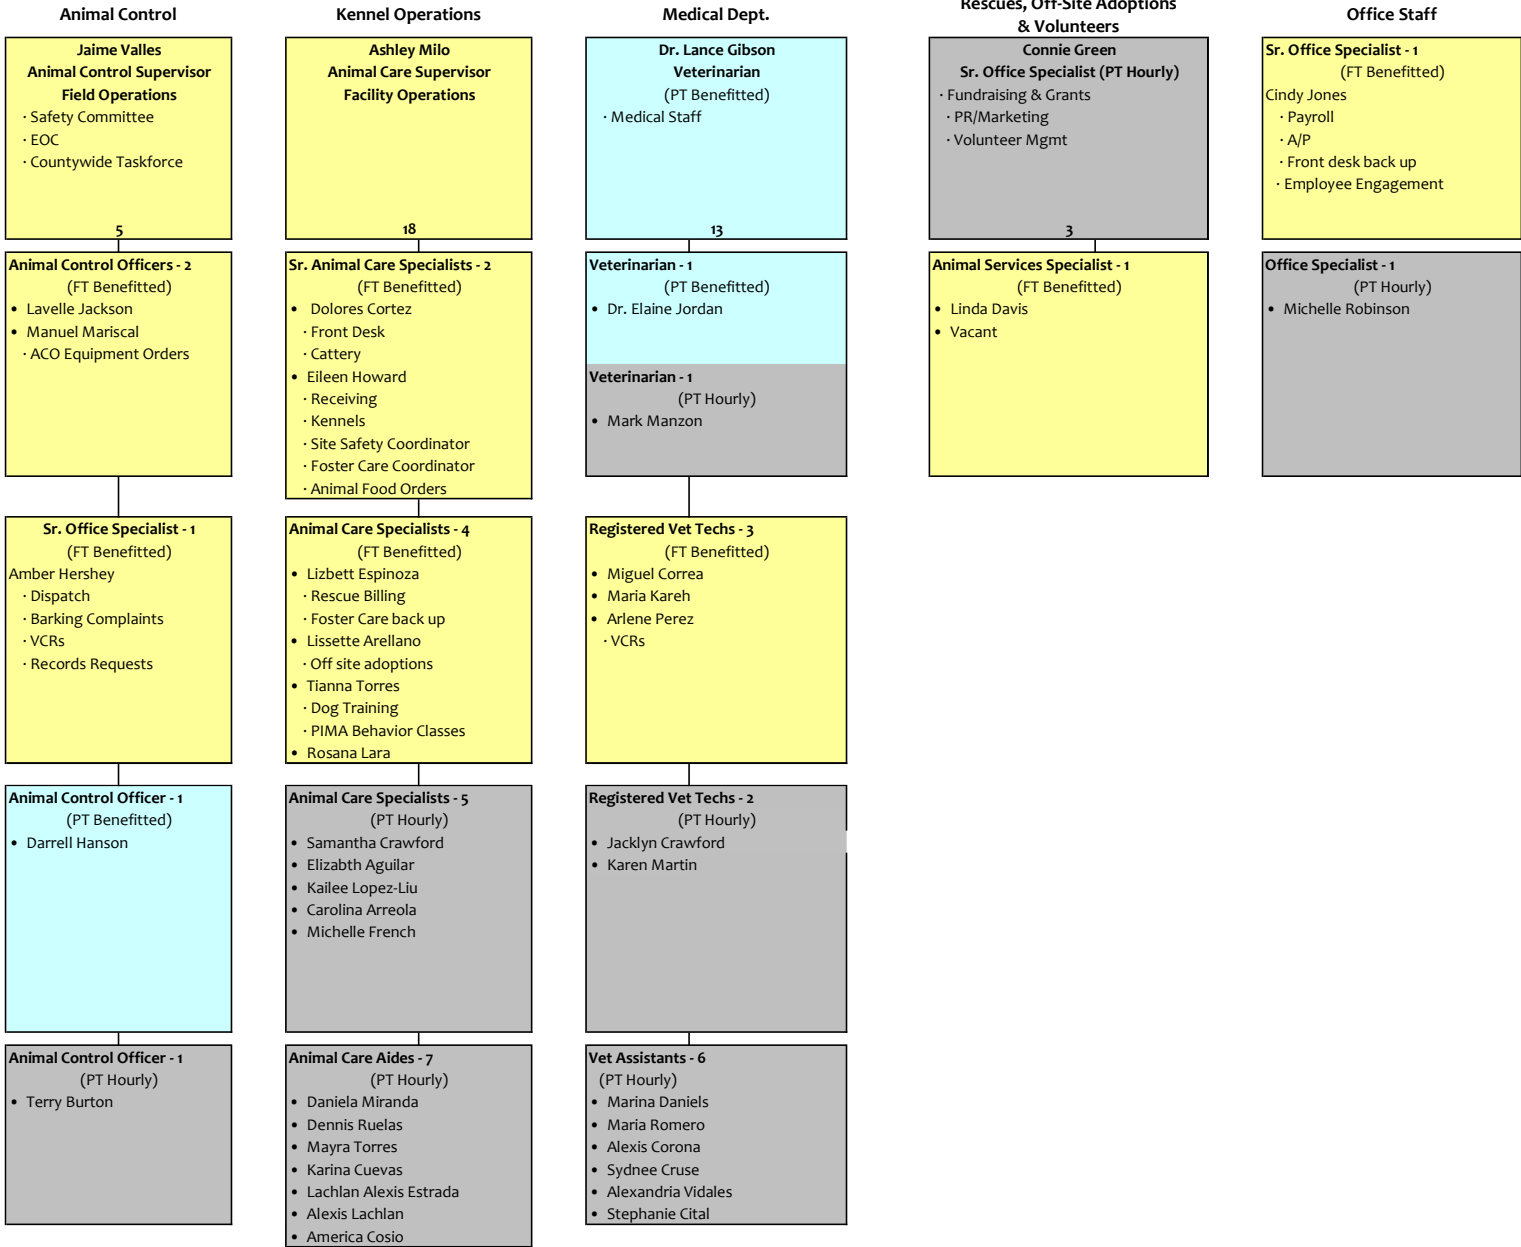 Animal Control
Jaime Valles
Animal Control Supervisor
Field Operations
· Safety Committee
· EOC
· Countywide Taskforce
5
Animal Control Officers - 2
(FT Benefitted)
• Lavelle Jackson
• Manuel Mariscal
· ACO Equipment Orders
Sr. Office Specialist - 1
(FT Benefitted)
Amber Hershey
· Dispatch
· Barking Complaints
· VCRs
· Records Requests
Animal Control Officer - 1
(PT Benefitted)
• Darrell Hanson
Animal Control Officer - 1
(PT Hourly)
• Terry Burton
Kennel Operations
Ashley Milo
Animal Care Supervisor
Facility Operations
18
Sr. Animal Care Specialists - 2
(FT Benefitted)
• Dolores Cortez
· Front Desk
· Cattery
• Eileen Howard
· Receiving
· Kennels
· Site Safety Coordinator
· Foster Care Coordinator
· Animal Food Orders
Animal Care Specialists - 4
(FT Benefitted)
• Lizbett Espinoza
· Rescue Billing
· Foster Care back up
• Lissette Arellano
· Off site adoptions
• Tianna Torres
· Dog Training
· PIMA Behavior Classes
• Rosana Lara
Animal Care Specialists - 5
(PT Hourly)
• Samantha Crawford
• Elizabth Aguilar
• Kailee Lopez-Liu
• Carolina Arreola
• Michelle French
Animal Care Aides - 7
(PT Hourly)
• Daniela Miranda
• Dennis Ruelas
• Mayra Torres
• Karina Cuevas
• Lachlan Alexis Estrada
• Alexis Lachlan
• America Cosio
Medical Dept.
Dr. Lance Gibson
Veterinarian
(PT Benefitted)
· Medical Staff
13
Veterinarian - 1
(PT Benefitted)
• Dr. Elaine Jordan
Veterinarian - 1
(PT Hourly)
• Mark Manzon
Registered Vet Techs - 3
(FT Benefitted)
• Miguel Correa
• Maria Kareh
• Arlene Perez
· VCRs
Registered Vet Techs - 2
(PT Hourly)
• Jacklyn Crawford
• Karen Martin
Vet Assistants - 6
(PT Hourly)
• Marina Daniels
• Maria Romero
• Alexis Corona
• Sydnee Cruse
• Alexandria Vidales
• Stephanie Cital
Rescues, Off-Site Adoptions
& Volunteers
Connie Green
Sr. Office Specialist (PT Hourly)
· Fundraising & Grants
· PR/Marketing
· Volunteer Mgmt
3
Animal Services Specialist - 1
(FT Benefitted)
• Linda Davis
• Vacant
Office Staff
Sr. Office Specialist - 1
(FT Benefitted)
Cindy Jones
· Payroll
· A/P
· Front desk back up
· Employee Engagement
Office Specialist - 1
(PT Hourly)
• Michelle Robinson